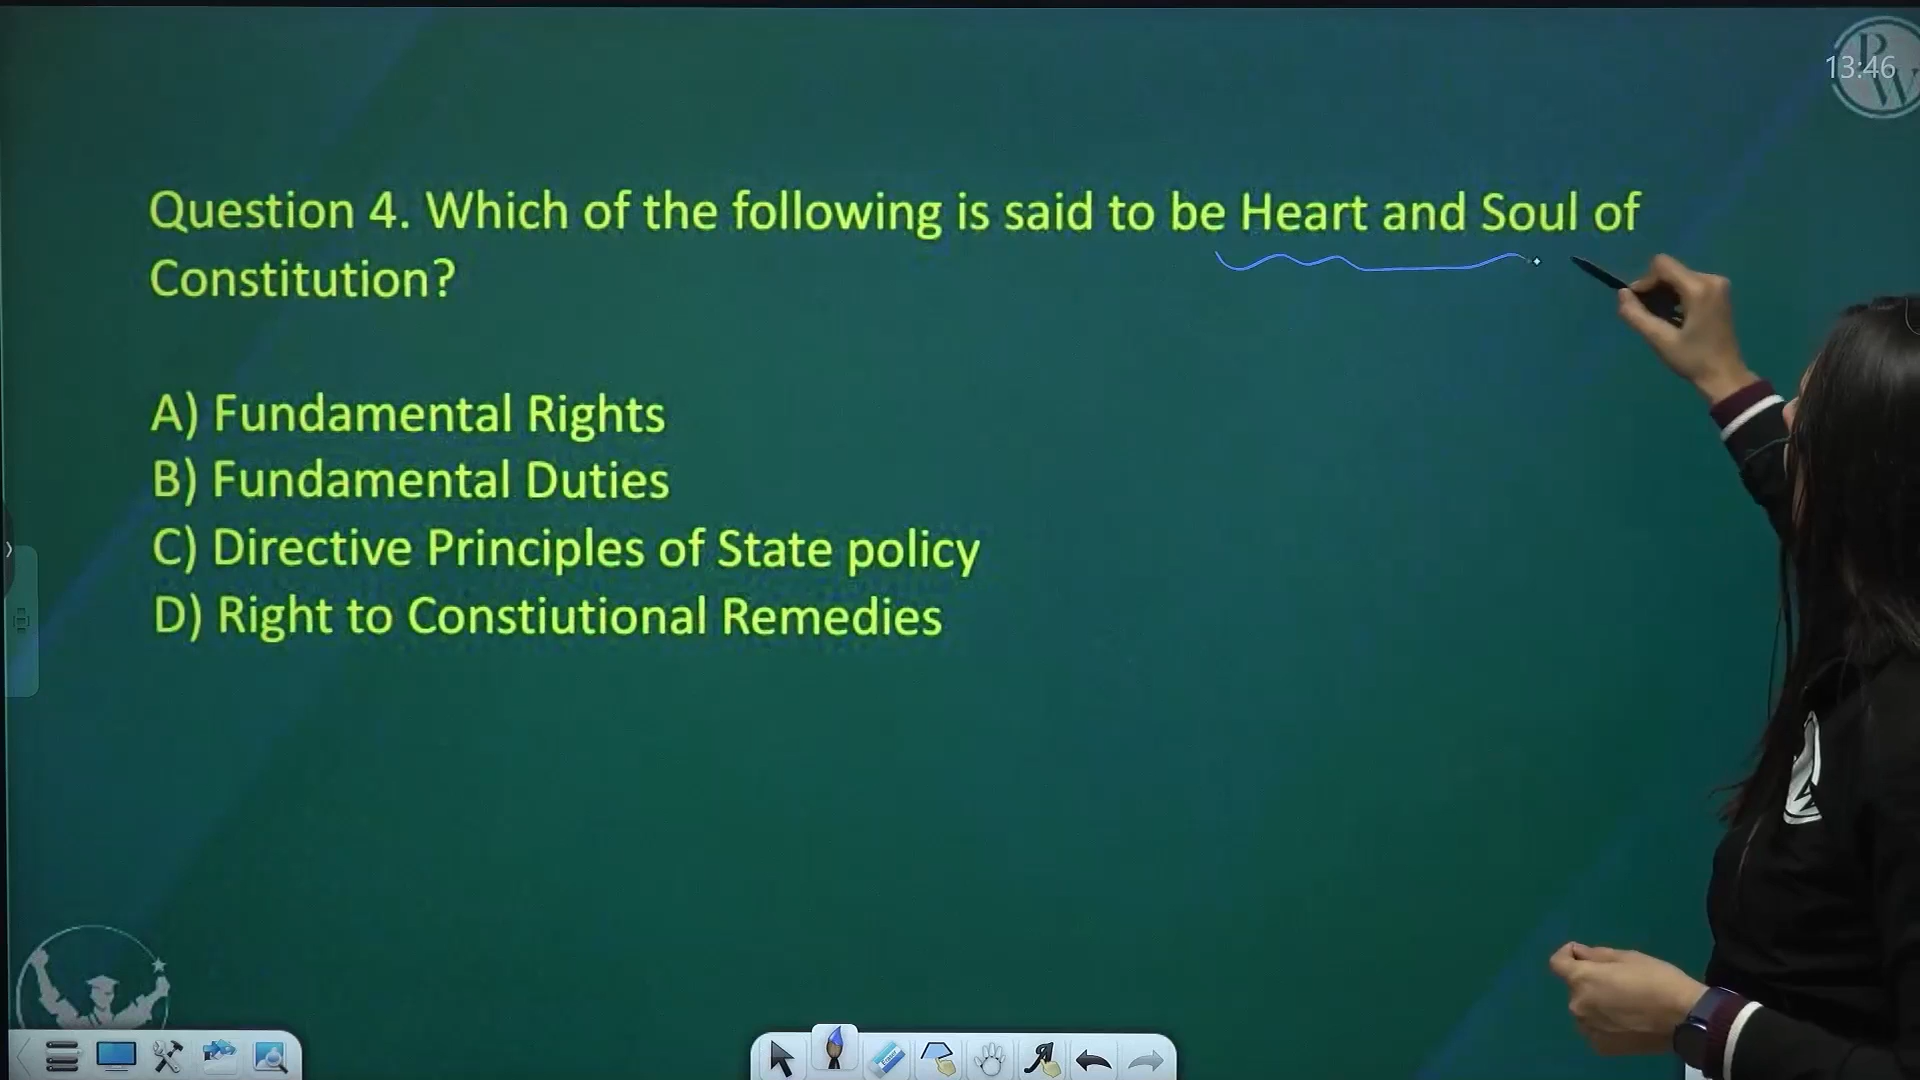 13:46
PW
Question 4. Which of the following is said to be Heart and Soul of
Constitution?
A) Fundamental Rights
B) Fundamental Duties
C) Directive Principles of State policy
D) Right to Constiutional Remedies